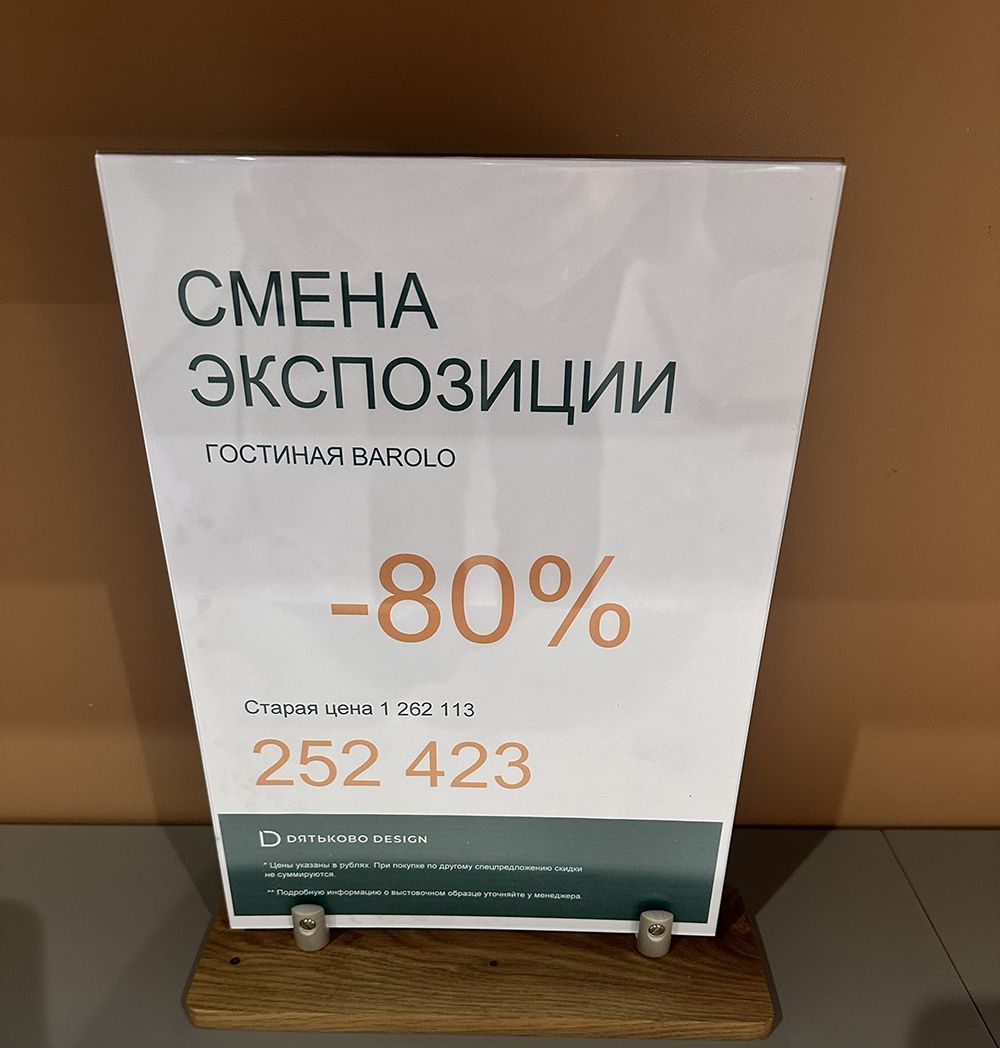 СМЕНА
ЭКСПОЗИЦИИ
ГОСТИНАЯ BAROLO
-80%
Старая цена 1 262 113
252 423
D DЯТЬКОВО DESIGN
* Цены указаны в рублях. При покупке по другому спецпредложению скидки
не суммируются.
** Подробную информацию о выставочном образце уточняйте у менеджера.